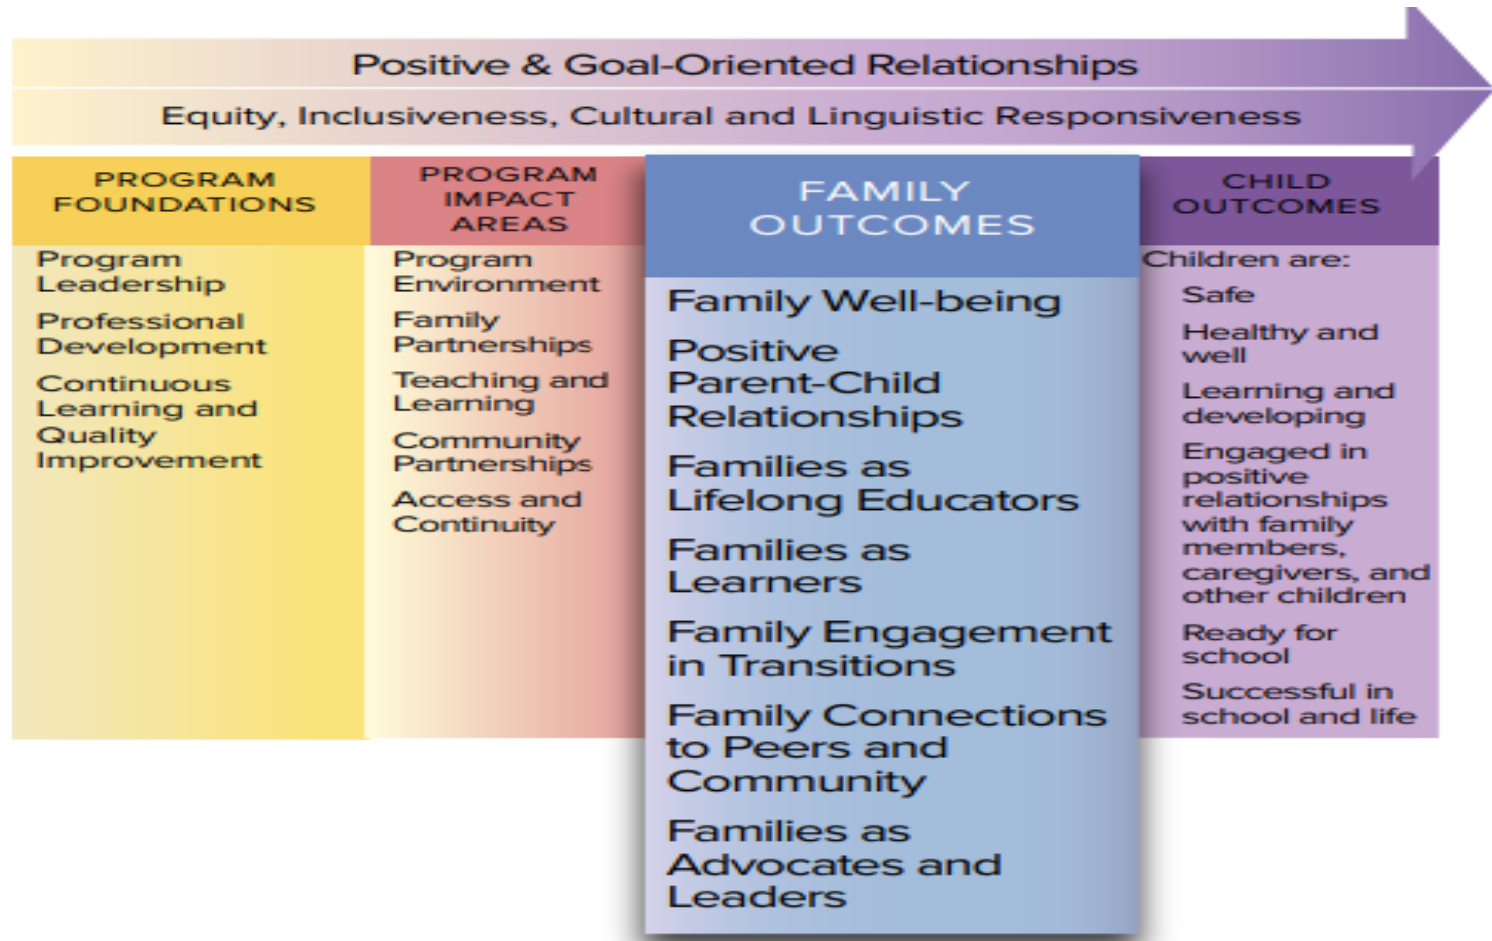 Positive & Goal-Oriented Relationships
Equity, Inclusiveness, Cultural and Linguistic Responsiveness
PROGRAM
FOUNDATIONS
Program
Leadership
Professional
Development
Continuous
Learning and
Quality
Improvement
PROGRAM
IMPACT
AREAS
Program
Environment
Family
Partnerships
Teaching and
Learning
Community
Partnerships
Access and
Continuity
FAMILY
OUTCOMES
Family Well-being
Positive
Parent-Child
Relationships
Families as
Lifelong Educators
Families as
Learners
Family Engagement
in Transitions
Family Connections
to Peers and
Community
Families as
Advocates and
Leaders
CHILD
OUTCOMES
Children are:
Safe
Healthy and
well
Learning and
developing
Engaged in
positive
relationships
with family
members,
caregivers, and
other children
Ready for
school
Successful in
school and life